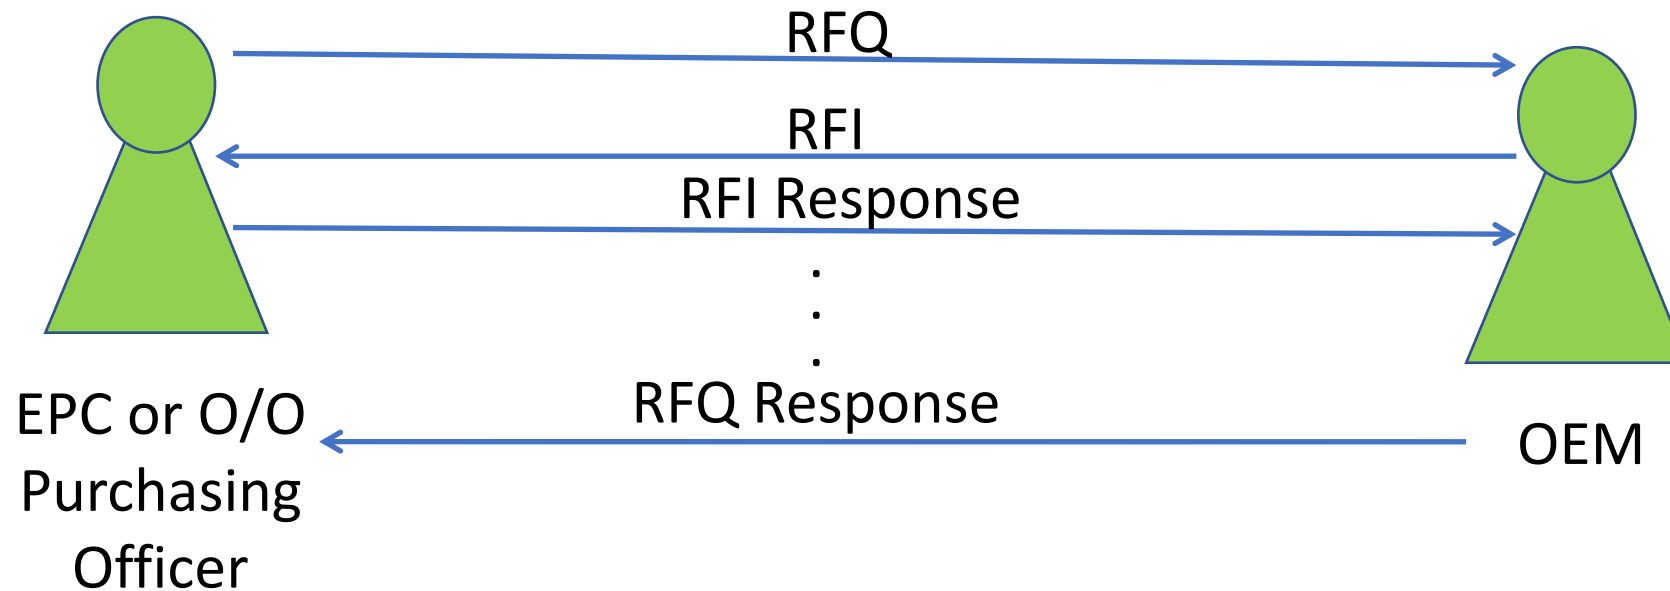 RFQ
RFI
RFI Response
.
.
.
RFQ Response
EPC or O/O
Purchasing
Officer
OEM